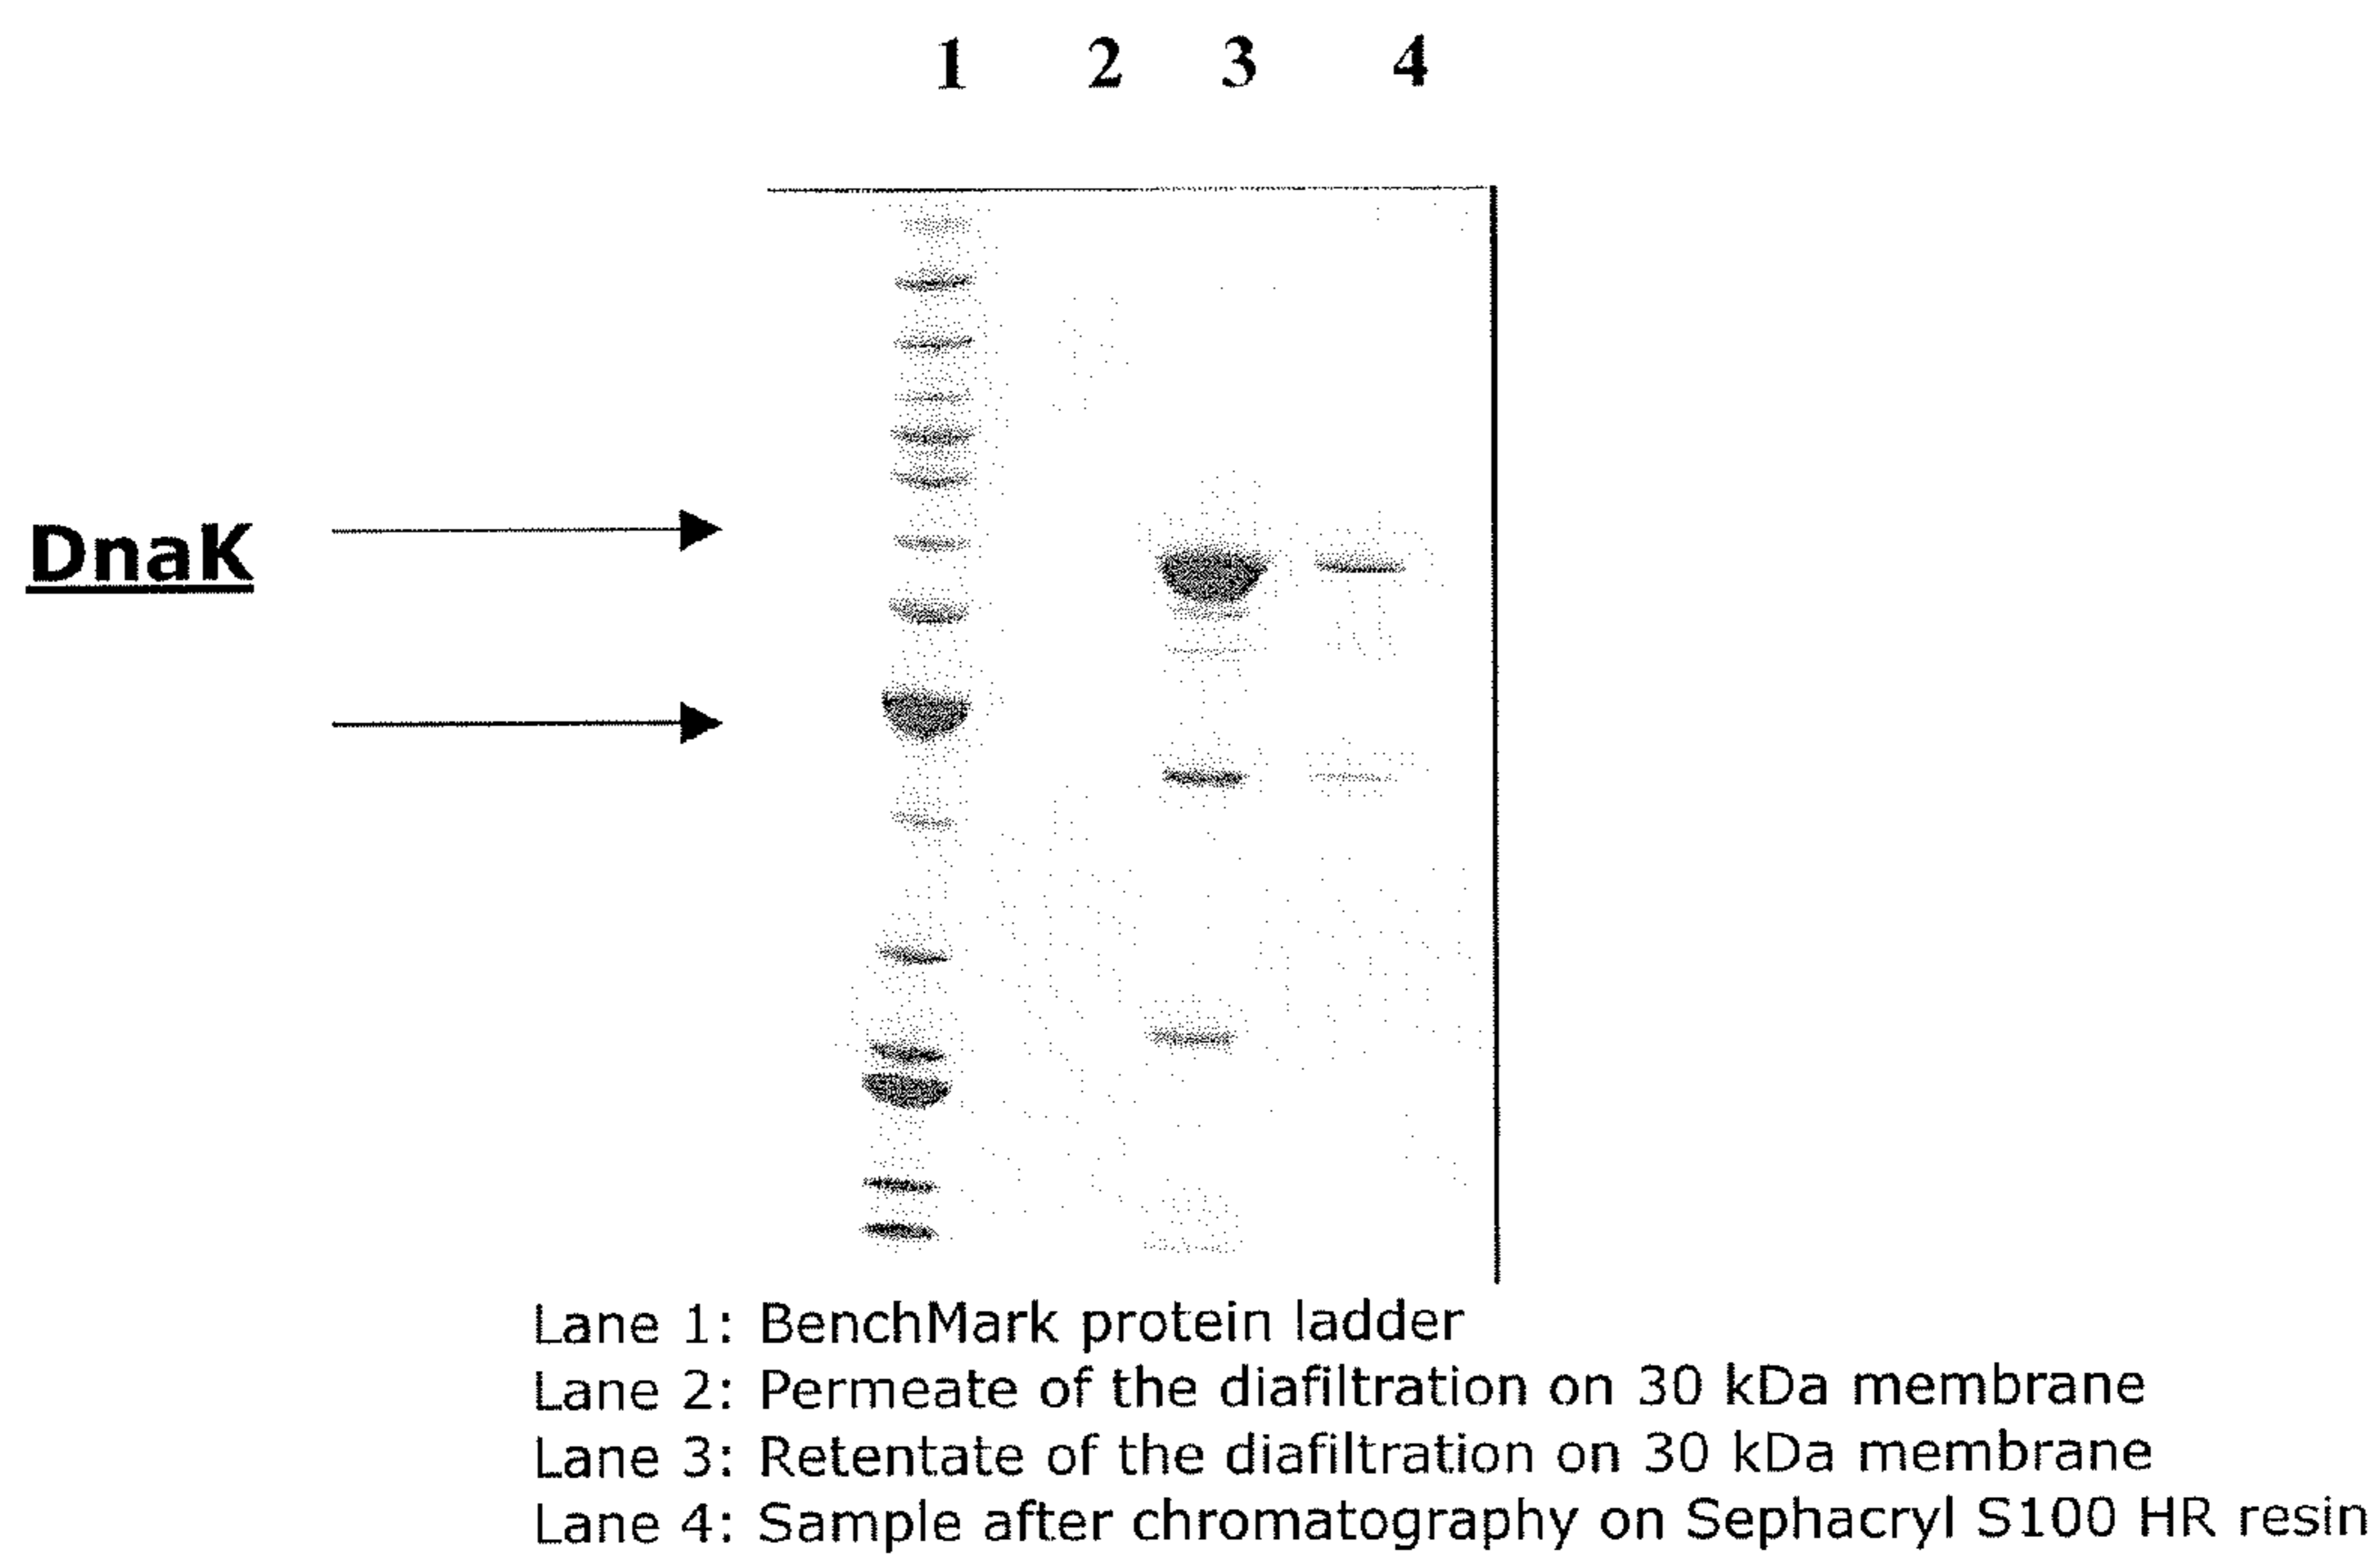 1 2 3 4
DnaK
Lane 1: BenchMark protein ladder
Lane 2: Permeate of the diafiltration on 30 kDa membrane
Lane 3: Retentate of the diafiltration on 30 kDa membrane
Lane 4: Sample after chromatography on Sephacryl S100 HR resin